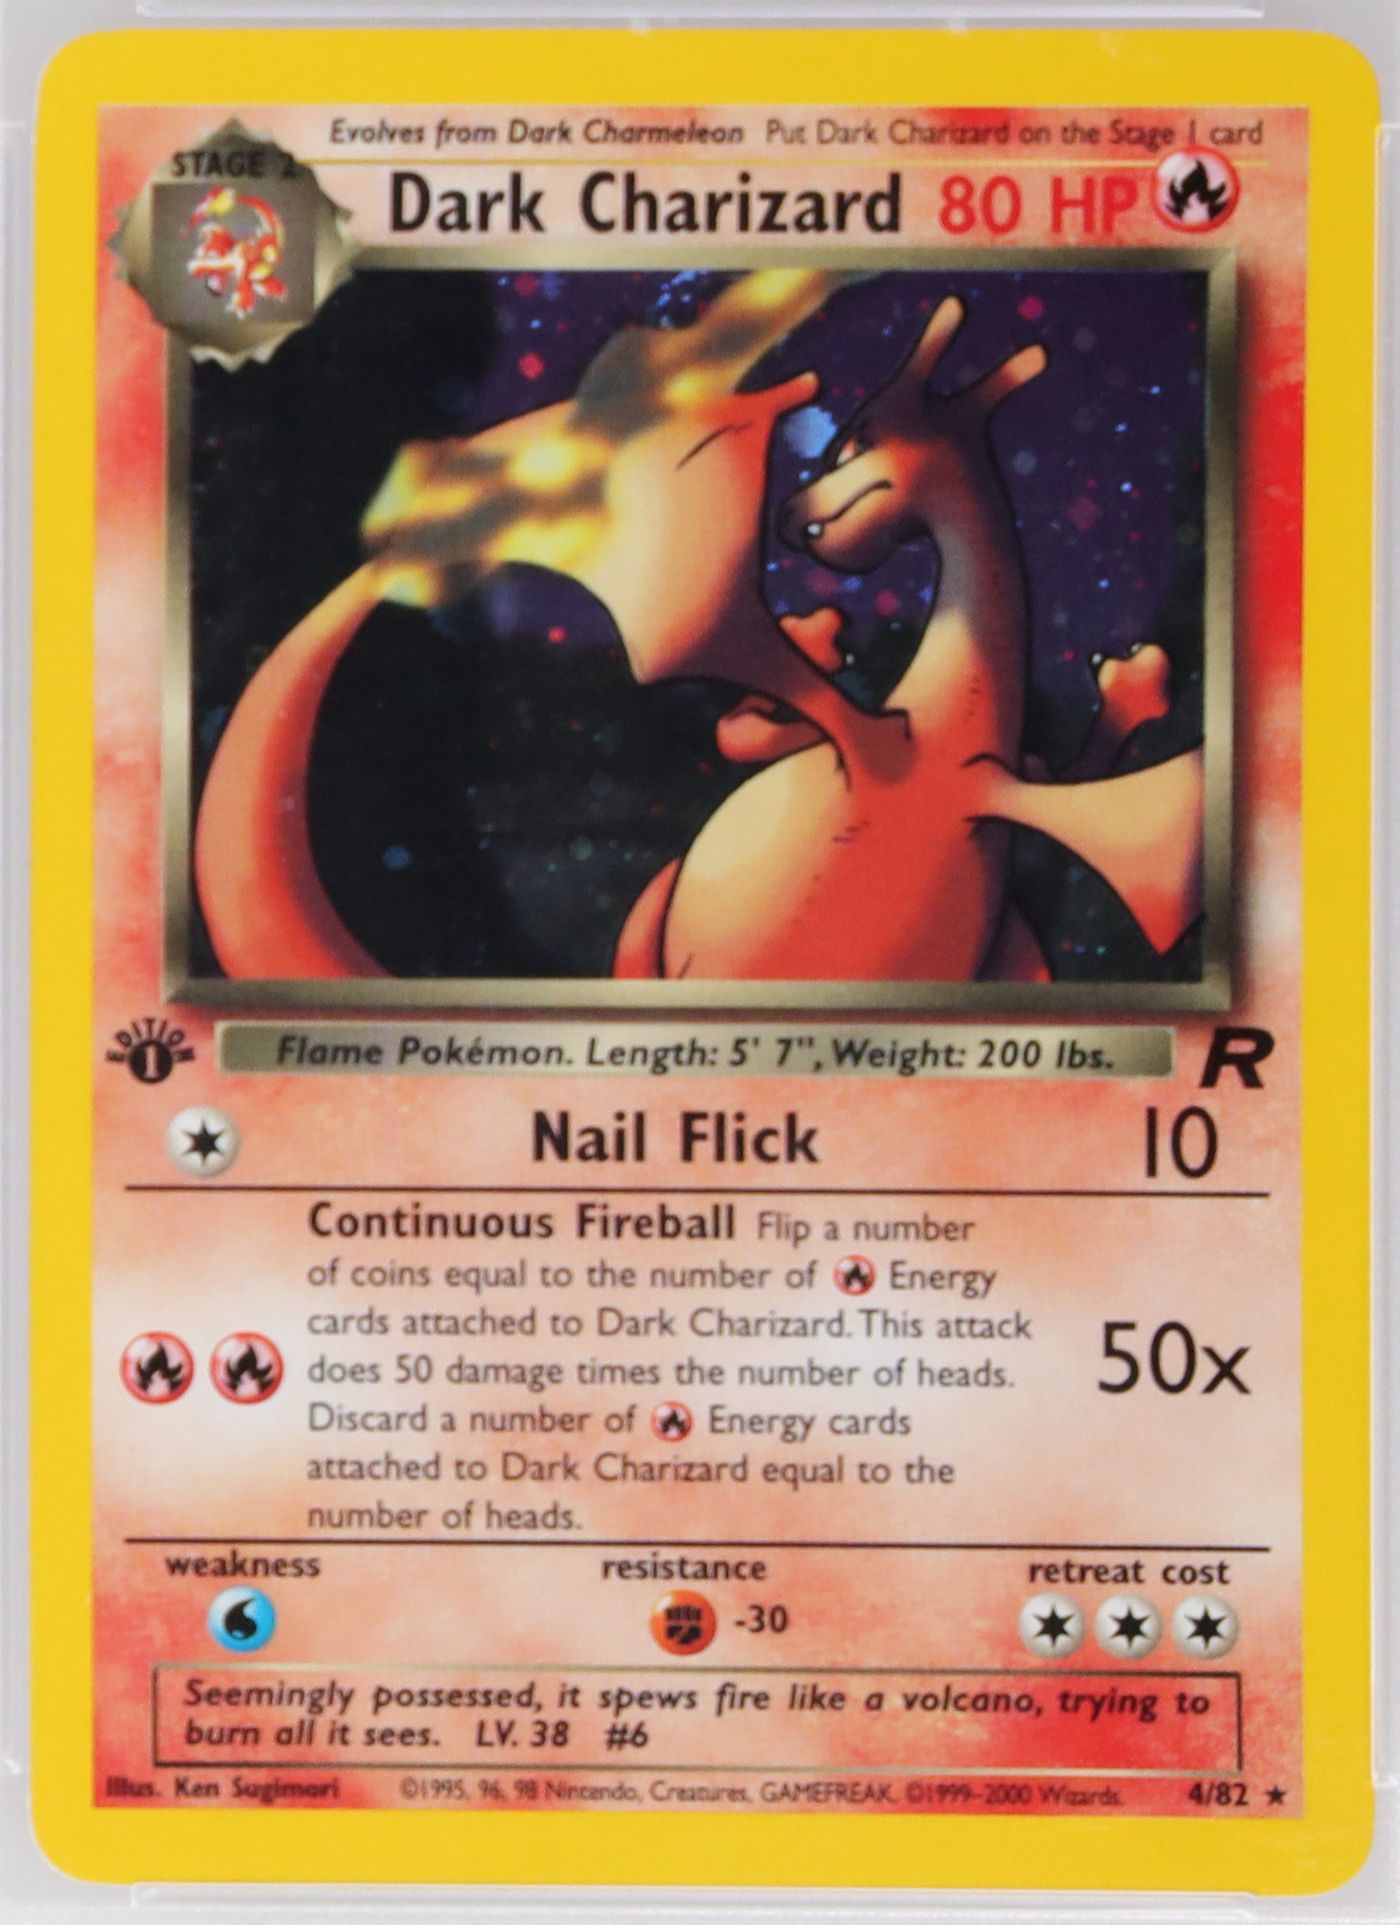 Evolves from Dark Charmeleon Put Dark Charizard on the Stage 1 card
STAGE 2
Dark Charizard 80 HP
EDITION
1
Flame Pokémon. Length: 5' 7", Weight: 200 lbs.
R
Nail Flick 10
Continuous Fireball Flip a number
of coins equal to the number of Energy
cards attached to Dark Charizard. This attack
does 50 damage times the number of heads.
50x
Discard a number of Energy cards
attached to Dark Charizard equal to the
number of heads.
weakness resistance retreat cost
-30
Seemingly possessed, it spews fire like a volcano, trying to
burn all it sees. LV. 38 #6
Illus. Ken Sugimori ©1995, 96, 98 Nintendo, Creatures, GAMEFREAK. ©1999-2000 Wizards. 4/82 ★